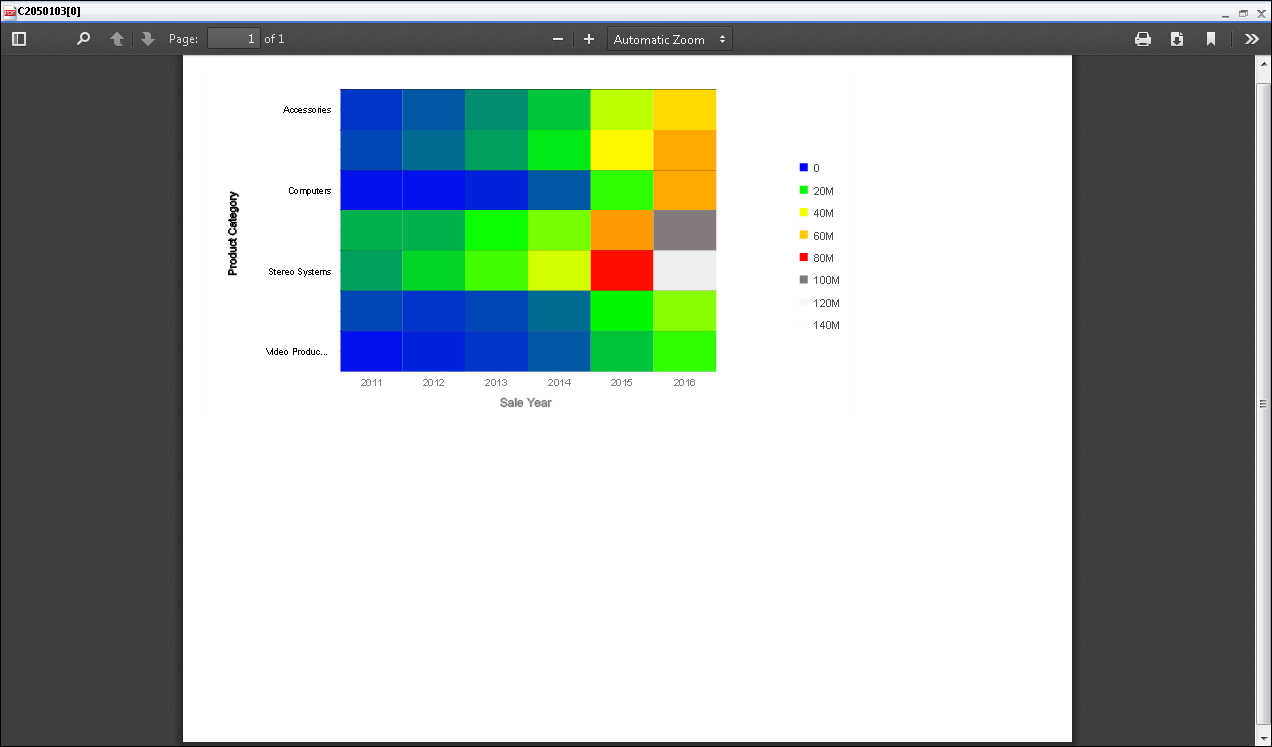 C2050103[0]
Page: 1 of 1
Automatic Zoom
Product Category
Accessories
Computers
Stereo Systems
Video Produc...
2011 2012 2013 2014 2015 2016
Sale Year
0
20M
40M
60M
80M
100M
120M
140M